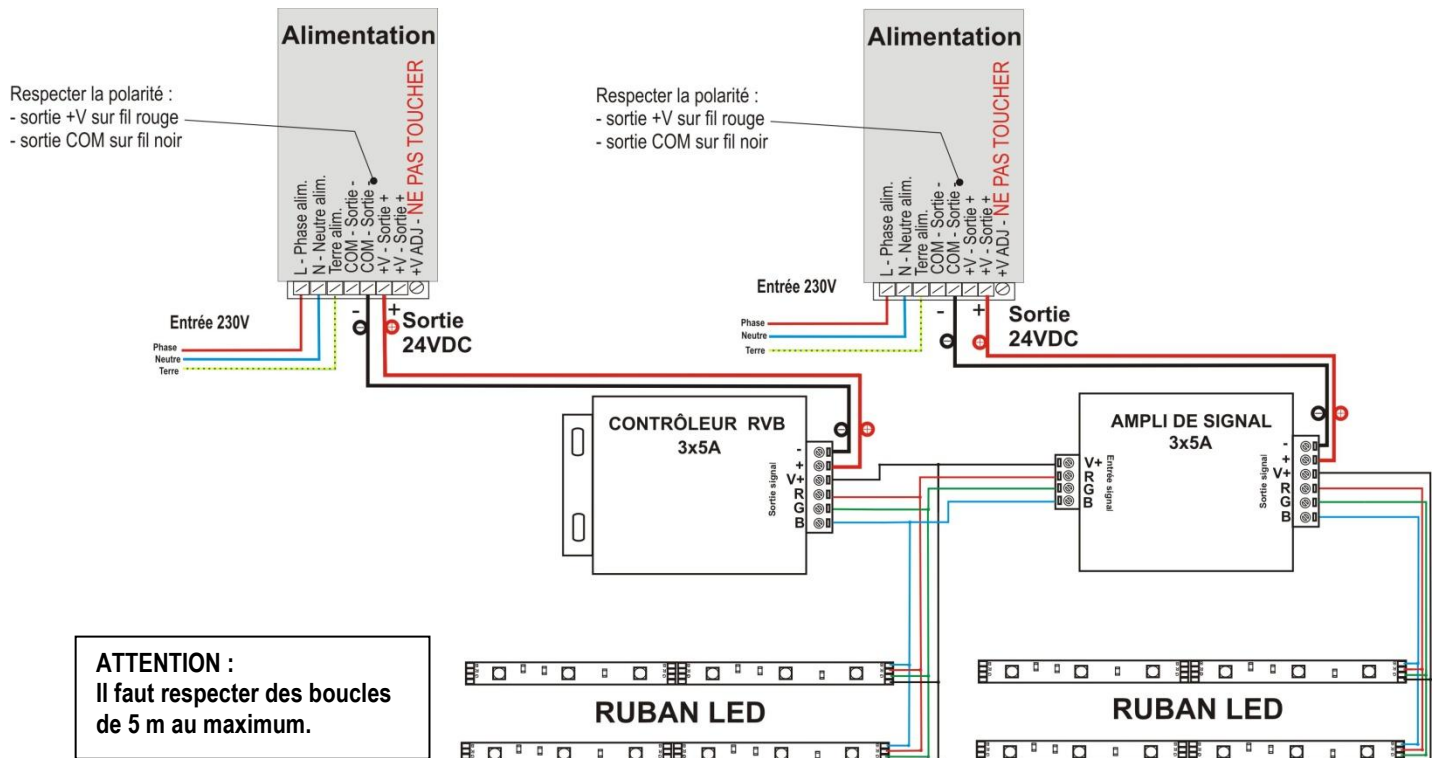 Alimentation
NE PAS TOUCHER
Respecter la polarité :
- sortie +V sur fil rouge
- sortie COM sur fil noir
L - Phase alim.
N - Neutre alim.
Terre alim.
COM - Sortie -
COM - Sortie -
+V - Sortie +
+V - Sortie +
+V ADJ -
Entrée 230V
Phase
Neutre
Terre
- +
Sortie
24VDC
Alimentation
NE PAS TOUCHER
Respecter la polarité :
- sortie +V sur fil rouge
- sortie COM sur fil noir
L - Phase alim.
N - Neutre alim.
Terre alim.
COM - Sortie -
COM - Sortie -
+V - Sortie +
+V - Sortie +
+V ADJ -
Entrée 230V
Phase
Neutre
Terre
- +
Sortie
24VDC
CONTRÔLEUR RVB
3x5A
-
+
V+
R
G
B
Sortie signal
AMPLI DE SIGNAL
3x5A
V+
R
G
B
Entrée signal
-
+
V+
R
G
B
Sortie signal
ATTENTION :
Il faut respecter des boucles
de 5 m au maximum.
RUBAN LED
RUBAN LED